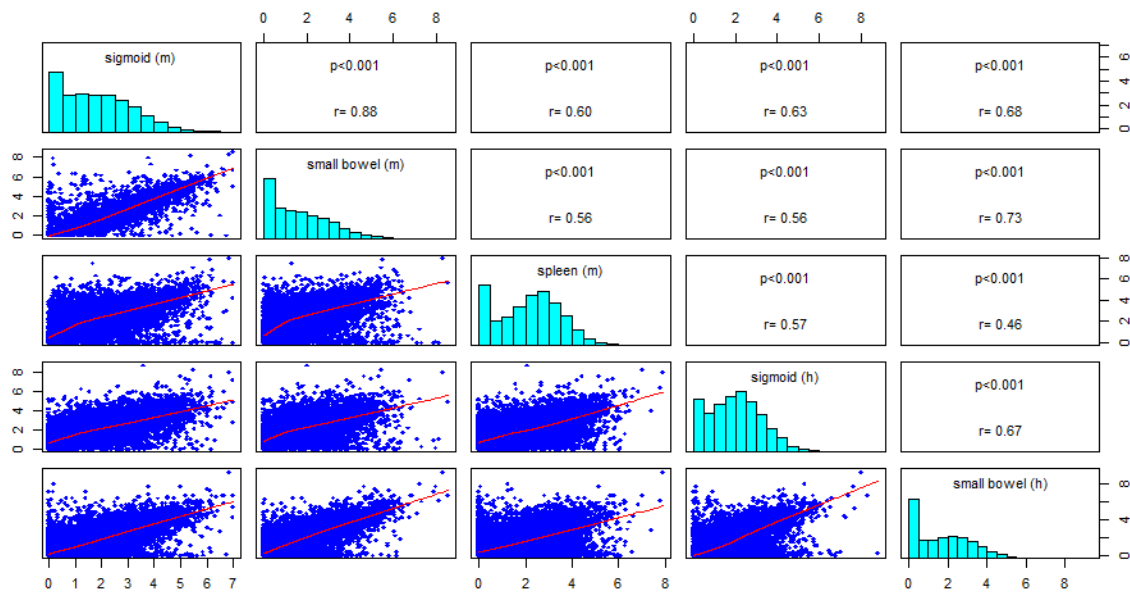 0 2 4 6 8 0 2 4 6 8
sigmoid (m) p<0.001 p<0.001 p<0.001 p<0.001
r= 0.88 r= 0.60 r= 0.63 r= 0.68
0 2 4 6
0 2 4 6 8
small bowel (m) p<0.001 p<0.001 p<0.001
r= 0.56 r= 0.56 r= 0.73
spleen (m) p<0.001 p<0.001
r= 0.57 r= 0.46
0 2 4 6 8
0 2 4 6 8
sigmoid (h) p<0.001
r= 0.67
small bowel (h)
0 4 8
0 1 2 3 4 5 6 7 0 2 4 6 8 0 2 4 6 8